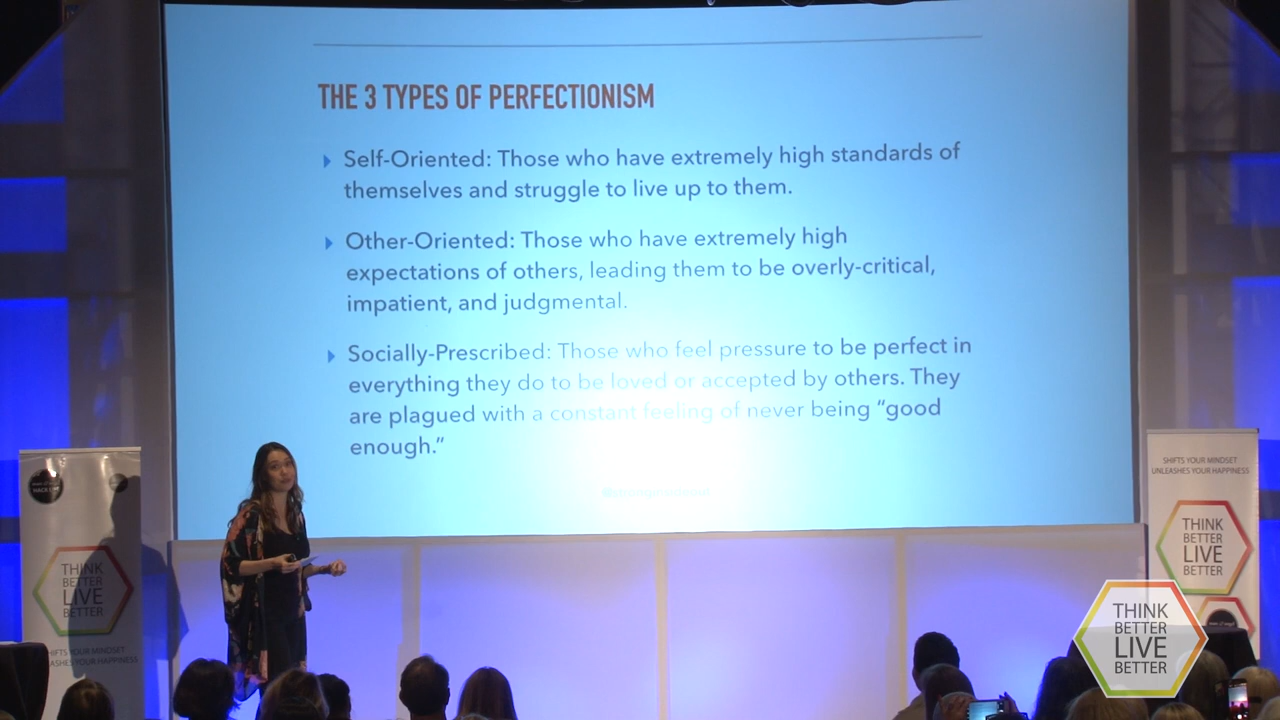 THE 3 TYPES OF PERFECTIONISM
Self-Oriented: Those who have extremely high standards of
themselves and struggle to live up to them.
Other-Oriented: Those who have extremely high
expectations of others, leading them to be overly-critical,
impatient, and judgmental.
Socially-Prescribed: Those who feel pressure to be perfect in
everything they do to be loved or accepted by others. They
are plagued with a constant feeling of never being “good
enough.”
THINK
BETTER
LIVE
BETTER
SHIFTS YOUR MINDSET
UNLEASHES YOUR HAPPINESS
THINK
BETTER
LIVE
BETTER
THINK
BETTER
LIVE
BETTER